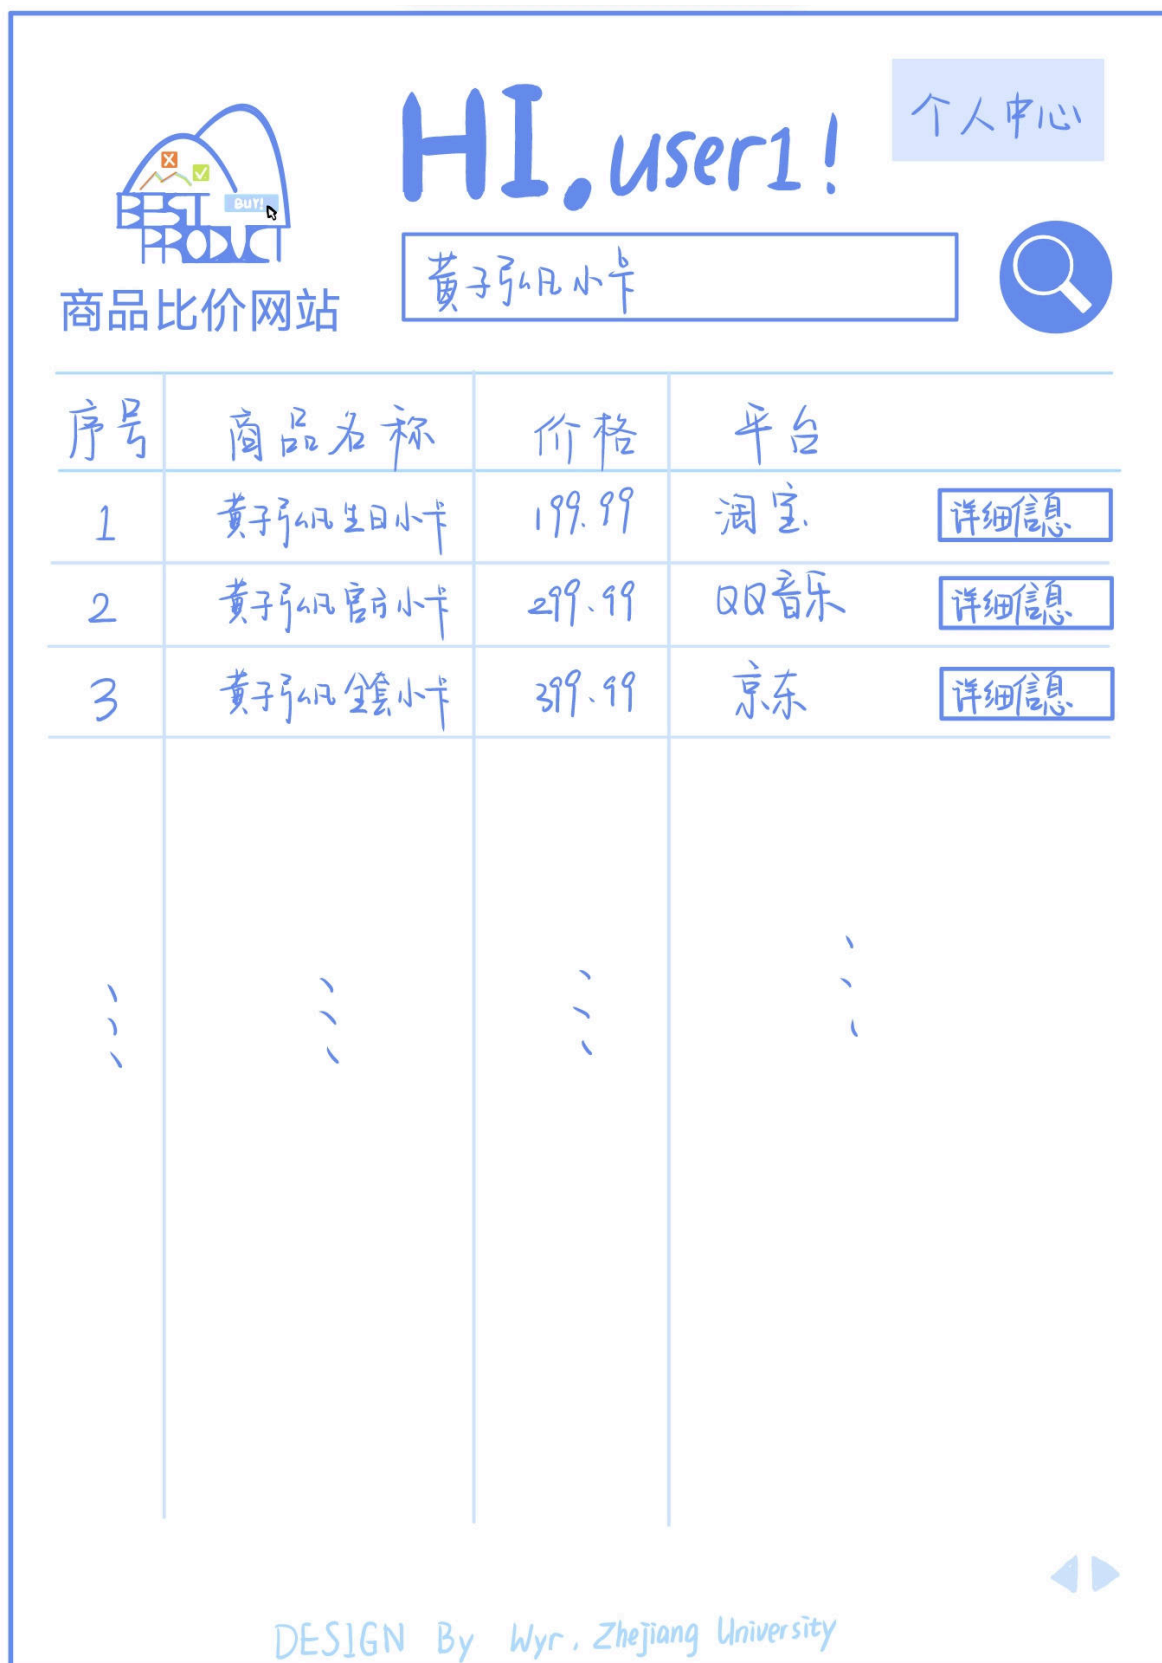 HI, user1!
个人中心
BUY!
BEST
PRODUCT
商品比价网站
黄子弘凡小卡
序号 商品名称 价格 平台
1 黄子弘凡生日小卡 199.99 淘宝 详细信息
2 黄子弘凡官方小卡 299.99 QQ音乐 详细信息
3 黄子弘凡全套小卡 399.99 京东 详细信息
DESIGN By Wyr, Zhejiang University